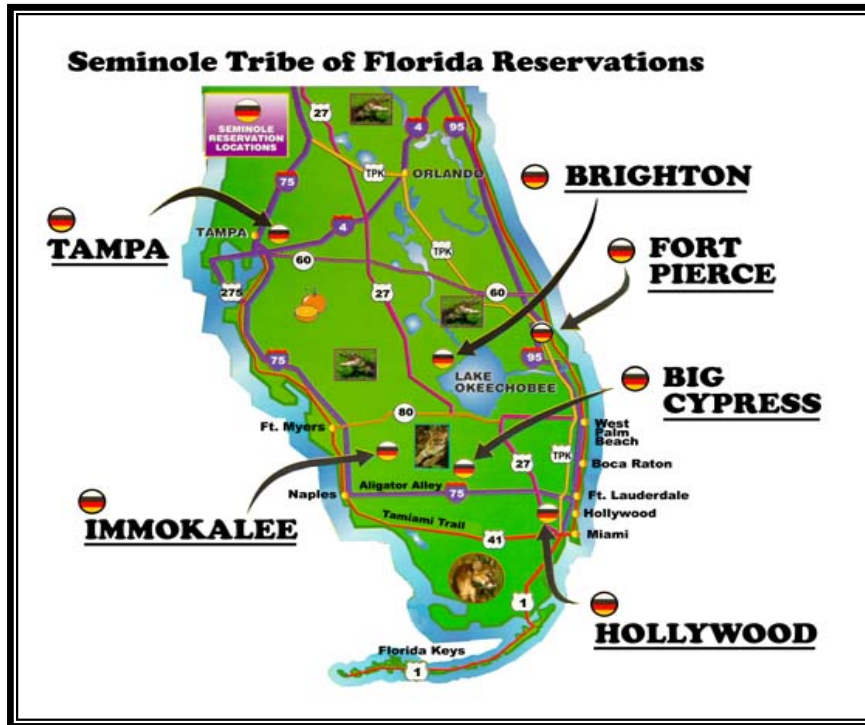 Seminole Tribe of Florida Reservations
SEMINOLE
RESERVATION
LOCATIONS
27
4
95
TPK
ORLANDO
75
BRIGHTON
TAMPA
TAMPA
4
60
TPK
FORT
PIERCE
275
27
60
75
95
LAKE
OKEECHOBEE
BIG
CYPRESS
80
Ft. Myers
West
Palm
Beach
27
TPK
Boca Raton
Aligator Alley
75
Naples
Ft. Lauderdale
Hollywood
IMMOKALEE
Tamiami Trail
41
Miami
1
HOLLYWOOD
Florida Keys
1